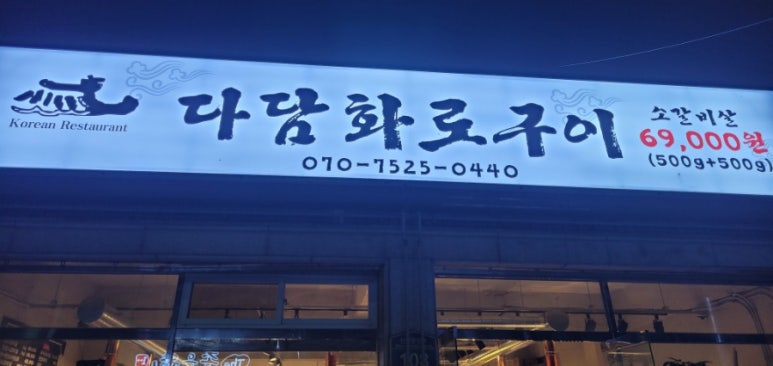 다담화로구이
Korean Restaurant
070-7525-0440
소갈비살
69,000원
(500g+500g)
103